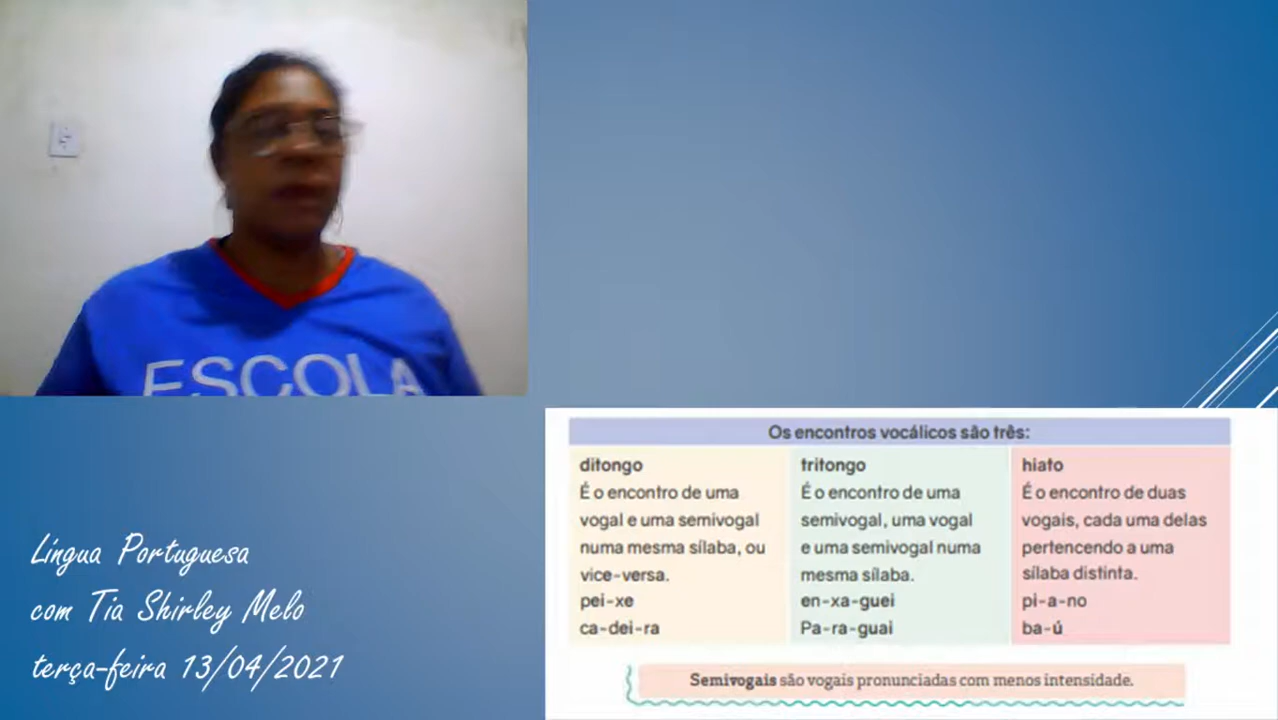 ESCOLA
Língua Portuguesa
com Tia Shirley Melo
terça-feira 13/04/2021
Os encontros vocálicos são três:
ditongo
É o encontro de uma
vogal e uma semivogal
numa mesma sílaba, ou
vice-versa.
pei-xe
ca-dei-ra
tritongo
É o encontro de uma
semivogal, uma vogal
e uma semivogal numa
mesma sílaba.
en-xa-guei
Pa-ra-guai
hiato
É o encontro de duas
vogais, cada uma delas
pertencendo a uma
sílaba distinta.
pi-a-no
ba-ú
Semivogais são vogais pronunciadas com menos intensidade.